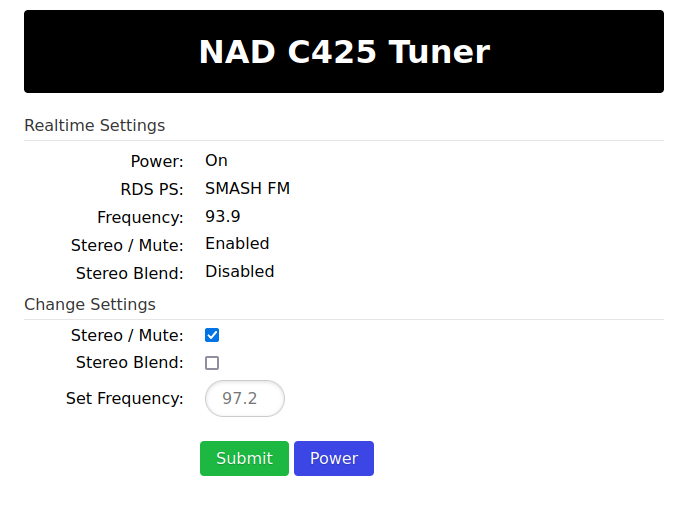 NAD C425 Tuner
Realtime Settings
Power: On
RDS PS: SMASH FM
Frequency: 93.9
Stereo / Mute: Enabled
Stereo Blend: Disabled
Change Settings
Stereo / Mute:
Stereo Blend:
Set Frequency: 97.2
Submit Power